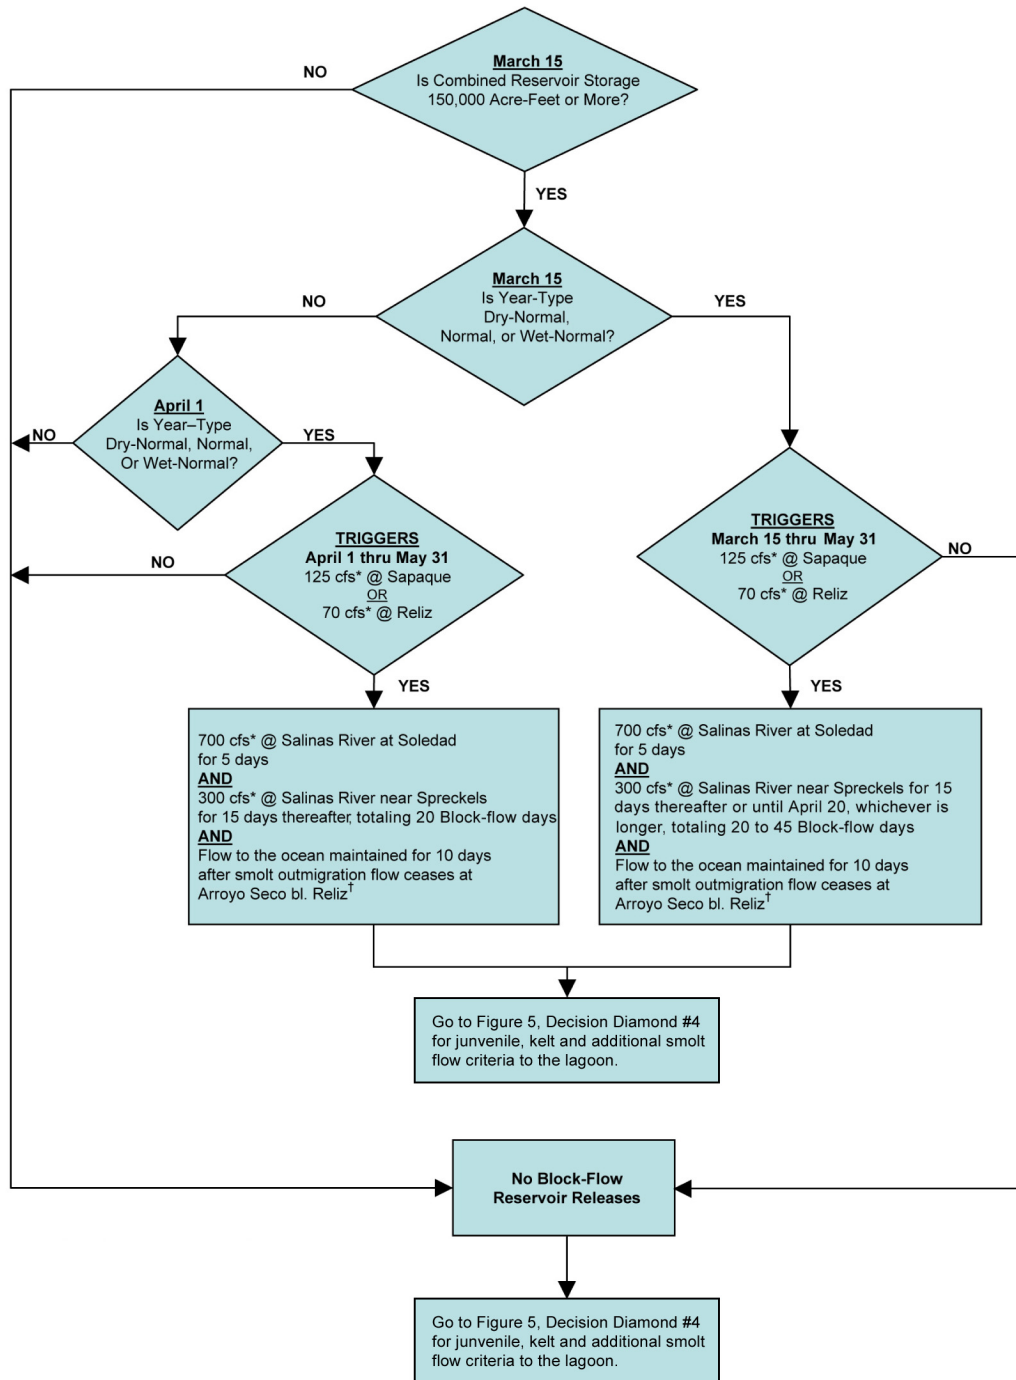 March 15
Is Combined Reservoir Storage
150,000 Acre-Feet or More?
NO
YES
March 15
Is Year-Type
Dry-Normal,
Normal, or Wet-Normal?
NO
YES
April 1
Is Year–Type
Dry-Normal, Normal,
Or Wet-Normal?
NO
YES
TRIGGERS
April 1 thru May 31
125 cfs* @ Sapaque
OR
70 cfs* @ Reliz
NO
YES
TRIGGERS
March 15 thru May 31
125 cfs* @ Sapaque
OR
70 cfs* @ Reliz
NO
YES
700 cfs* @ Salinas River at Soledad
for 5 days
AND
300 cfs* @ Salinas River near Spreckels
for 15 days thereafter, totaling 20 Block-flow days
AND
Flow to the ocean maintained for 10 days
after smolt outmigration flow ceases at
Arroyo Seco bl. Reliz†
700 cfs* @ Salinas River at Soledad
for 5 days
AND
300 cfs* @ Salinas River near Spreckels for 15
days thereafter or until April 20, whichever is
longer, totaling 20 to 45 Block-flow days
AND
Flow to the ocean maintained for 10 days
after smolt outmigration flow ceases at
Arroyo Seco bl. Reliz†
Go to Figure 5, Decision Diamond #4
for junvenile, kelt and additional smolt
flow criteria to the lagoon.
No Block-Flow
Reservoir Releases
Go to Figure 5, Decision Diamond #4
for junvenile, kelt and additional smolt
flow criteria to the lagoon.